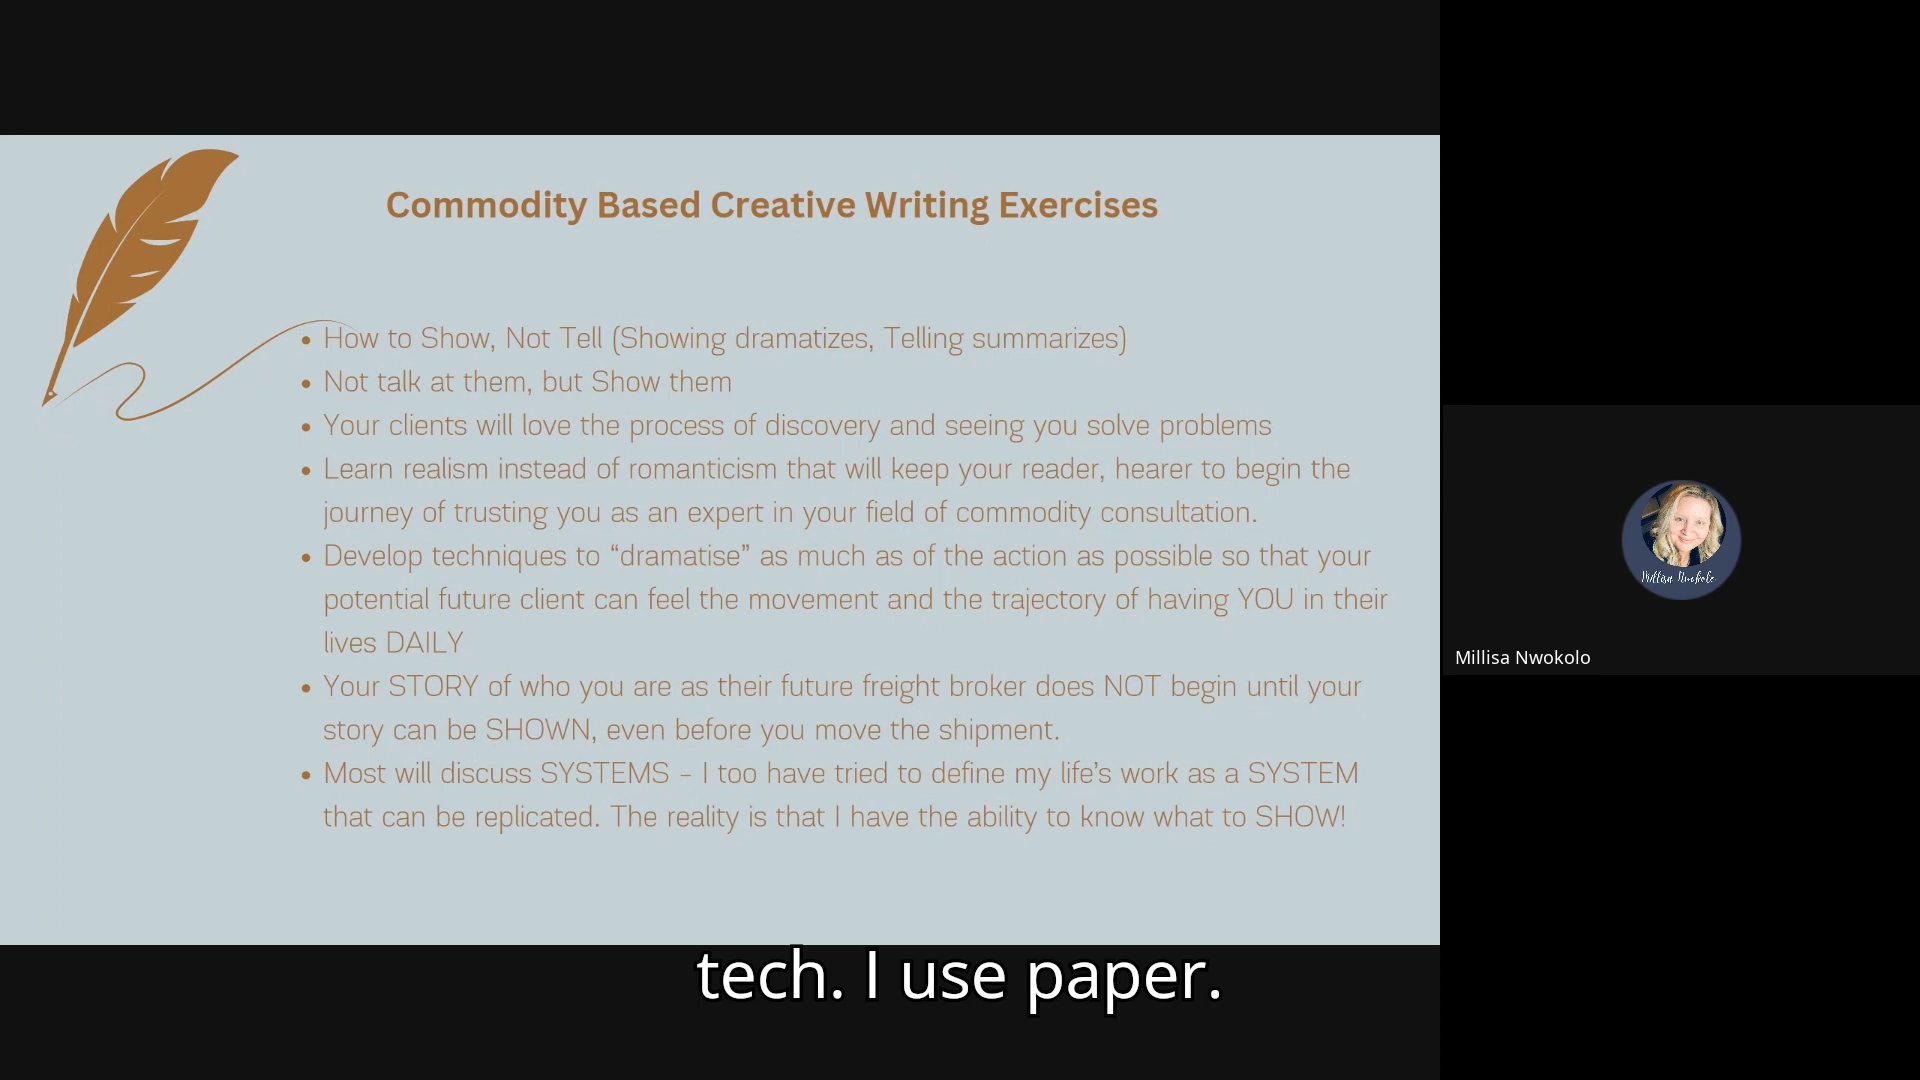 Commodity Based Creative Writing Exercises
• How to Show, Not Tell (Showing dramatizes, Telling summarizes)
• Not talk at them, but Show them
• Your clients will love the process of discovery and seeing you solve problems
• Learn realism instead of romanticism that will keep your reader, hearer to begin the
journey of trusting you as an expert in your field of commodity consultation.
• Develop techniques to “dramatise” as much as of the action as possible so that your
potential future client can feel the movement and the trajectory of having YOU in their
lives DAILY
• Your STORY of who you are as their future freight broker does NOT begin until your
story can be SHOWN, even before you move the shipment.
• Most will discuss SYSTEMS – I too have tried to define my life’s work as a SYSTEM
that can be replicated. The reality is that I have the ability to know what to SHOW!
Millisa Nwokolo
Millisa Nwokolo
tech. I use paper.